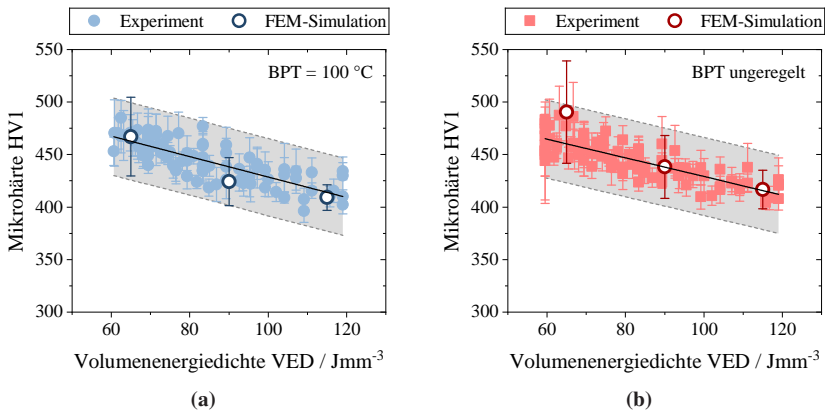 Experiment FEM-Simulation
BPT = 100 °C
550
500
450
400
350
300
Mikrohärte HV1
60 80 100 120
Volumenenergiedichte VED / Jmm⁻³
(a)
Experiment FEM-Simulation
BPT ungeregelt
550
500
450
400
350
300
Mikrohärte HV1
60 80 100 120
Volumenenergiedichte VED / Jmm⁻³
(b)